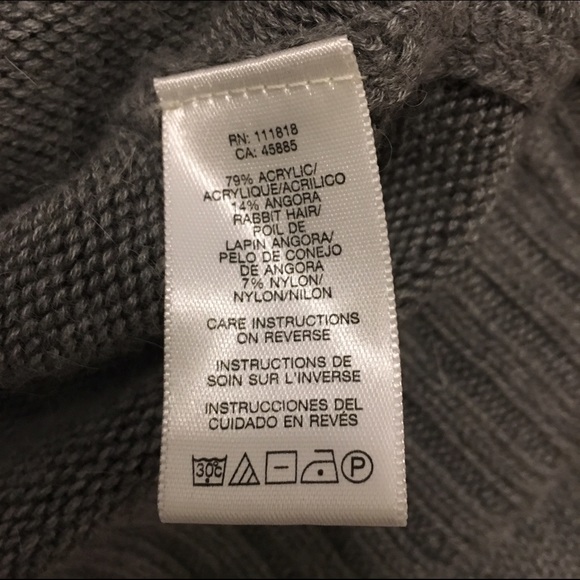 RN: 111818
CA: 45885
79% ACRYLIC/
ACRYLIQUE/ACRILICO
14% ANGORA
RABBIT HAIR/
POIL DE
LAPIN ANGORA/
PELO DE CONEJO
DE ANGORA
7% NYLON/
NYLON/NILON
CARE INSTRUCTIONS
ON REVERSE
INSTRUCTIONS DE
SOIN SUR L'INVERSE
INSTRUCCIONES DEL
CUIDADO EN REVÉS
30C P